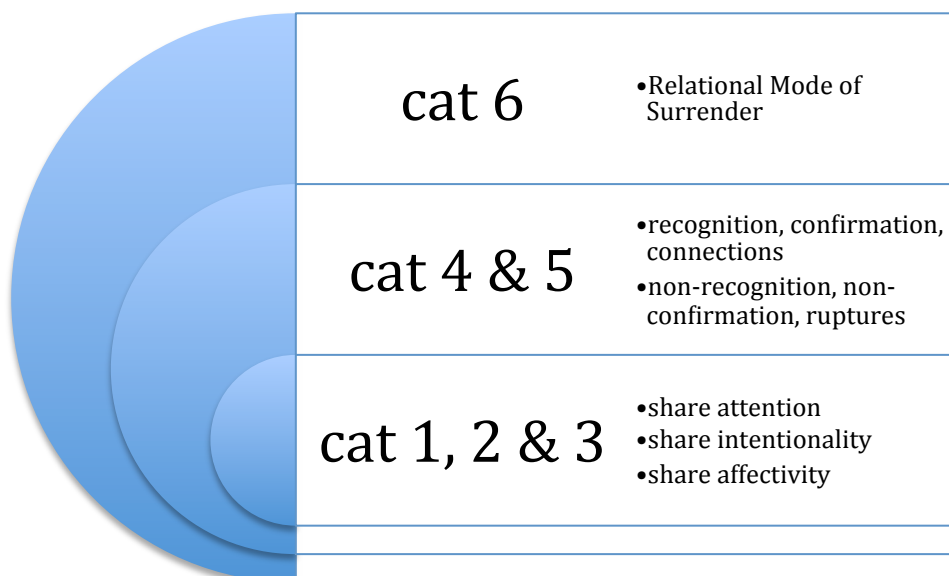 cat 6
•Relational Mode of
Surrender
cat 4 & 5
•recognition, confirmation,
connections
•non-recognition, non-
confirmation, ruptures
cat 1, 2 & 3
•share attention
•share intentionality
•share affectivity